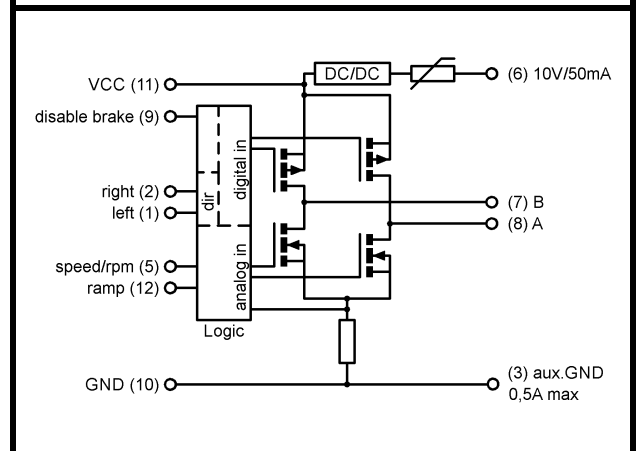 DC/DC
(6) 10V/50mA
VCC (11)
disable brake (9)
digital in
right (2)
dir
left (1)
(7) B
(8) A
speed/rpm (5)
analog in
ramp (12)
Logic
GND (10)
(3) aux.GND
0,5A max